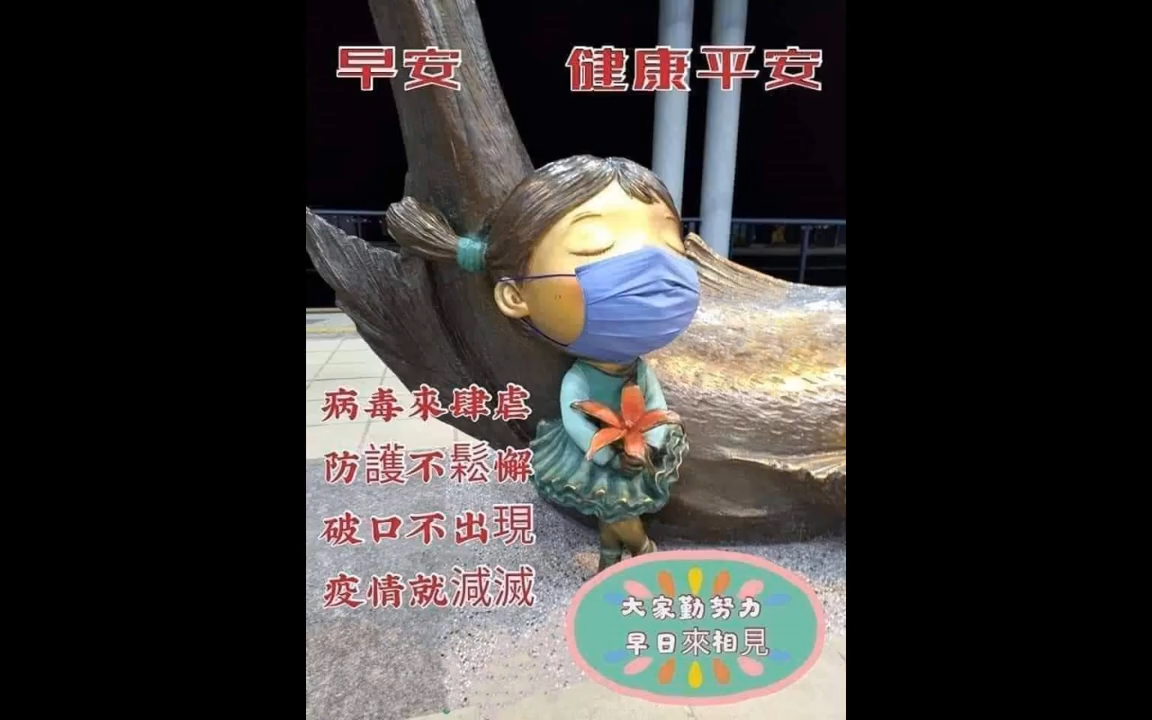 早安 健康平安
病毒來肆虐
防護不鬆懈
破口不出現
疫情就減滅
大家勤努力
早日來相見